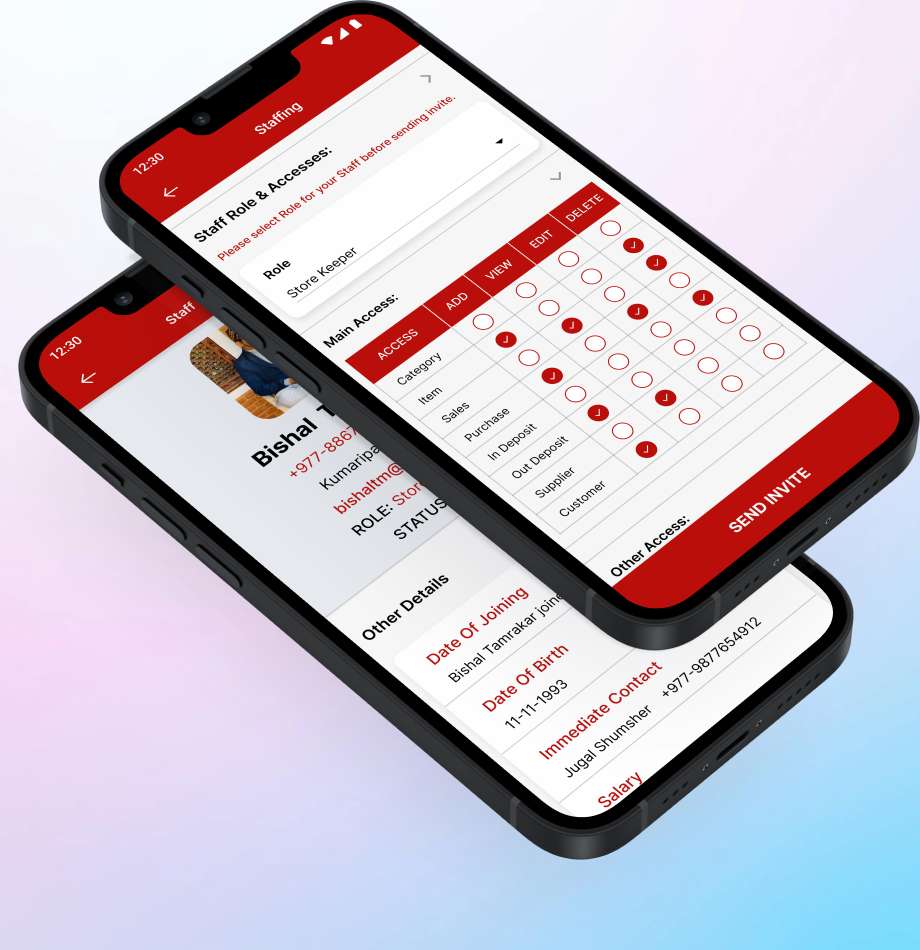 12:30
Staffing
Staff Role & Accesses:
Please select Role for your Staff before sending invite.
Role
Store Keeper
Main Access:
ACCESS ADD VIEW EDIT DELETE
Category
Item
Sales
Purchase
In Deposit
Out Deposit
Supplier
Customer
Other Access:
SEND INVITE
12:30
Staff
Bishal
+977-8867
bishaltm@
ROLE: Stor
STATUS
Other Details
Date Of Joining
Bishal Tamrakar joine
Date Of Birth
11-11-1993
Immediate Contact
Jugal Shumsher +977-9877654912
Salary